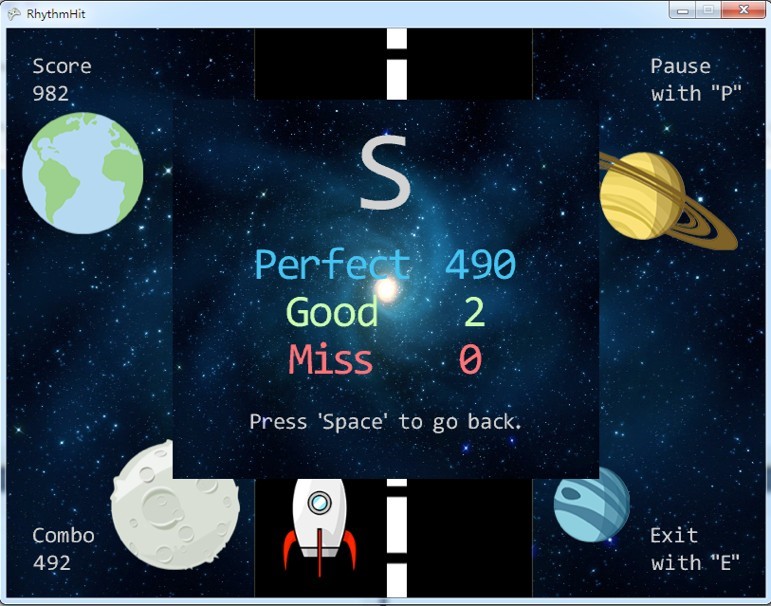 RhythmHit
Score
982
Pause
with "P"
S
Perfect 490
Good 2
Miss 0
Press 'Space' to go back.
Combo
492
Exit
with "E"